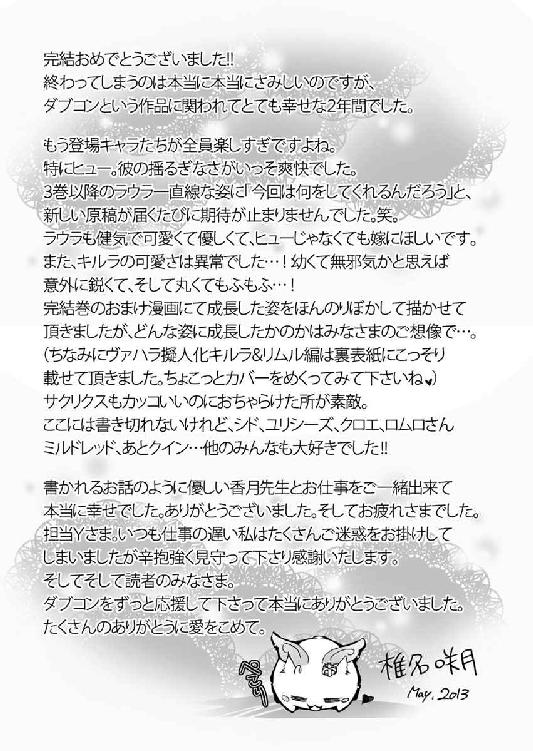 完結おめでとうございました!!
終わってしまうのは本当に本当にさみしいのですが、
ダブコンという作品に関われてとても幸せな2年間でした。
もう登場キャラたちが全員楽しすぎですよね。
特にヒュー。彼の揺るぎなさがいっそ爽快でした。
3巻以降のラウラ一直線な姿に「今回は何をしてくれるんだろう」と、
新しい原稿が届くたびに期待が止まりませんでした。笑。
ラウラも健気で可愛くて優しくて、ヒューじゃなくても嫁にほしいです。
また、キルラの可愛さは異常でした…！幼くて無邪気かと思えば
意外に鋭くて、そして丸くてもふもふ…！
完結巻のおまけ漫画にて成長した姿をほんのりぼかして描かせて
頂きましたが、どんな姿に成長したかのかはみなさまのご想像で…。
(ちなみにヴァハラ擬人化キルラ&リムル編は裏表紙にこっそり
載せて頂きました。ちょこっとカバーをめくってみて下さいね♥)
サクリクスもカッコいいのにおちゃらけた所が素敵。
ここには書き切れないけれど、シド、ユリシーズ、クロエ、ロムロさん
ミルドレッド、あとクイン…他のみんなも大好きでした!!
書かれるお話のように優しい香月先生とお仕事をご一緒出来て
本当に幸せでした。ありがとうございました。そしてお疲れさまでした。
担当Yさま。いつも仕事の遅い私はたくさんご迷惑をお掛けして
しまいましたが辛抱強く見守って下さり感謝いたします。
そしてそして読者のみなさま。
ダブコンをずっと応援して下さって本当にありがとうございました。
たくさんのありがとうに愛をこめて。
ぺこり
椎名咲月
May. 2013